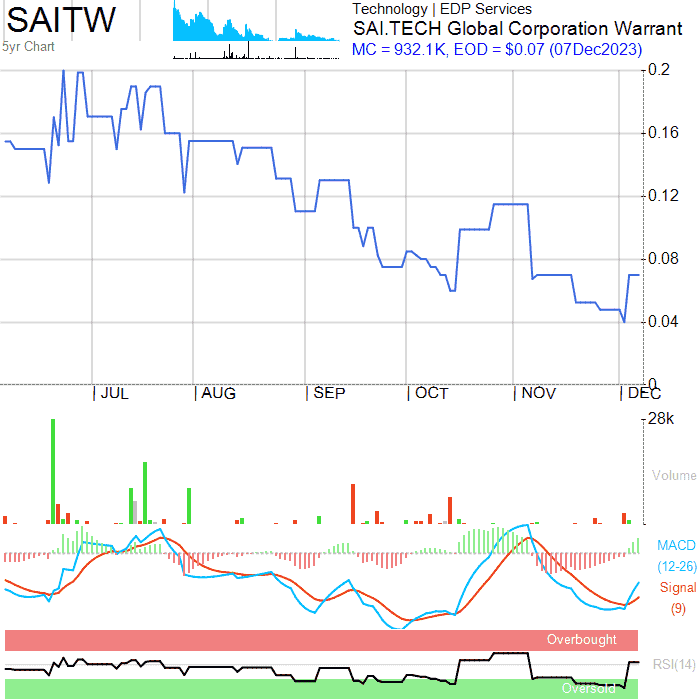 SAITW
5yr Chart
Technology | EDP Services
SAI.TECH Global Corporation Warrant
MC = 932.1K, EOD = $0.07 (07Dec2023)
0.2
0.16
0.12
0.08
0.04
0
JUL
AUG
SEP
OCT
NOV
DEC
28k
Volume
MACD
(12-26)
Signal
(9)
Overbought
RSI(14)
Oversold